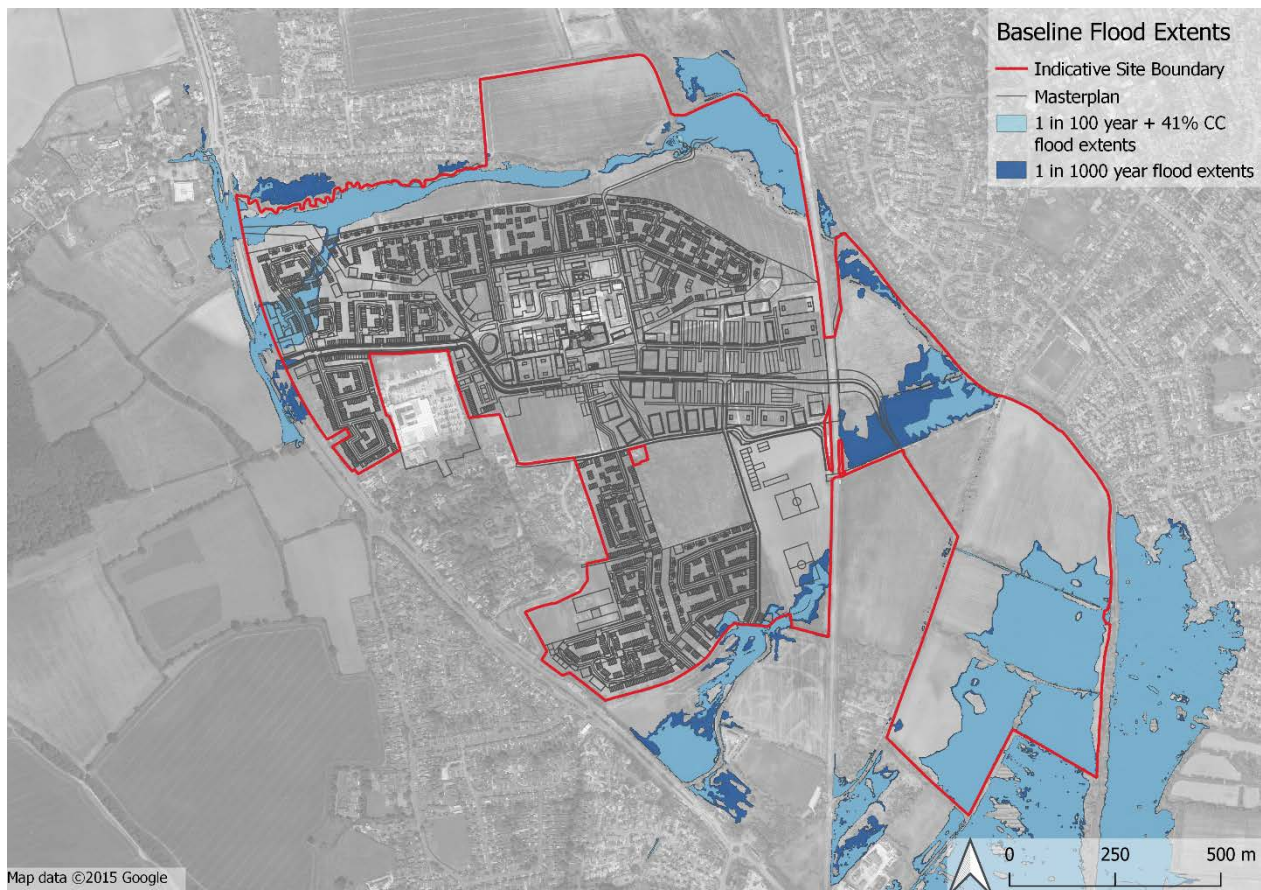 Baseline Flood Extents
Indicative Site Boundary
Masterplan
1 in 100 year + 41% CC
flood extents
1 in 1000 year flood extents
Map data ©2015 Google
0 250 500 m